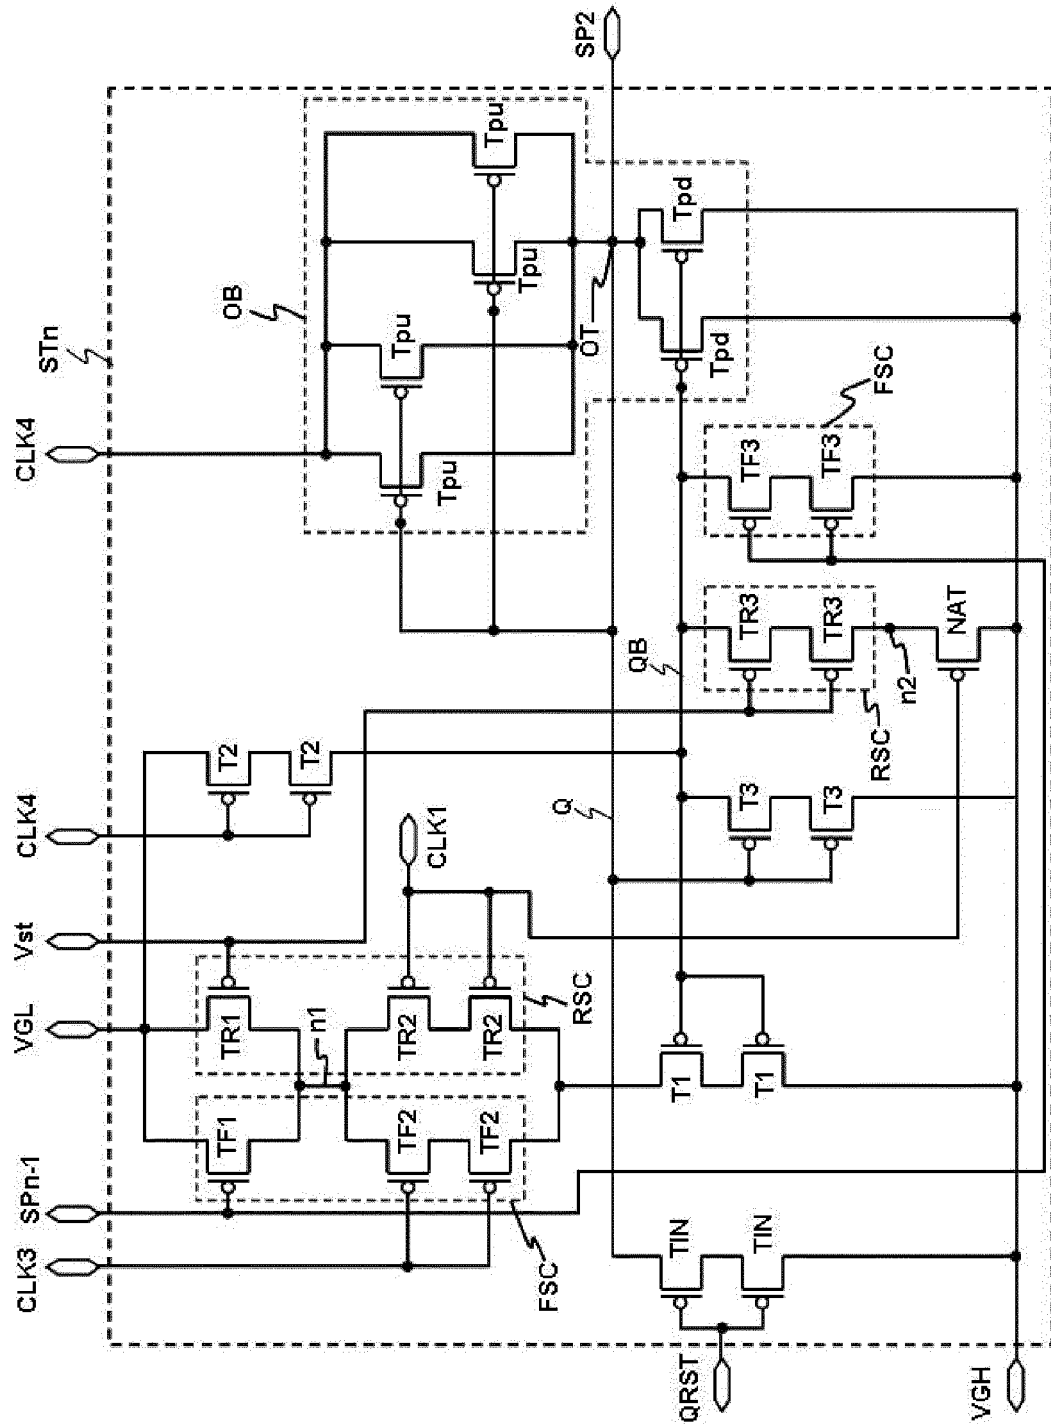 CLK3
SPn-1
VGL
Vst
CLK4
CLK4
STn
SP2
TF1
TR1
T2
T2
OB
Tpu
Tpu
Tpu
Tpu
n1
TF2
TF2
TR2
TR2
CLK1
FSC
RSC
Q
QB
OT
TIN
TIN
T1
T1
T3
T3
TR3
TR3
TF3
TF3
Tpd
Tpd
RSC
n2
FSC
NAT
QRST
VGH